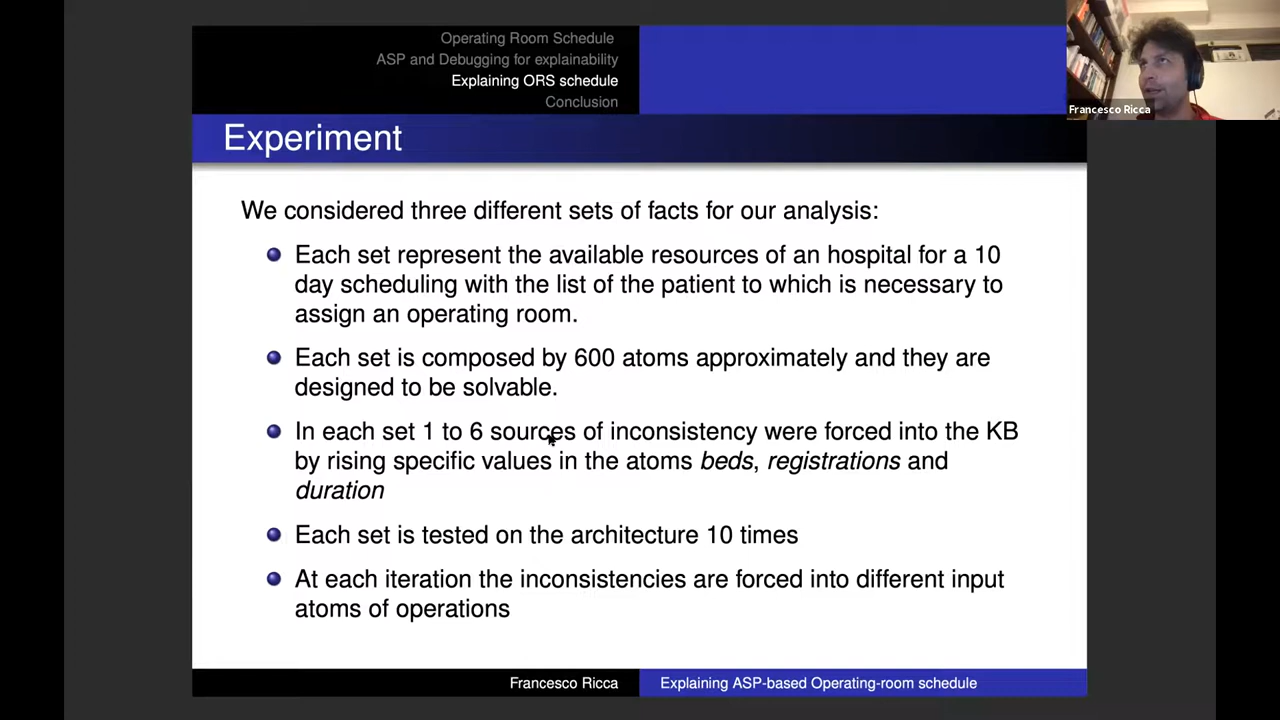 Operating Room Schedule
ASP and Debugging for explainability
Explaining ORS schedule
Conclusion
Francesco Ricca
Experiment
We considered three different sets of facts for our analysis:
Each set represent the available resources of an hospital for a 10
day scheduling with the list of the patient to which is necessary to
assign an operating room.
Each set is composed by 600 atoms approximately and they are
designed to be solvable.
In each set 1 to 6 sources of inconsistency were forced into the KB
by rising specific values in the atoms beds, registrations and
duration
Each set is tested on the architecture 10 times
At each iteration the inconsistencies are forced into different input
atoms of operations
Francesco Ricca
Explaining ASP-based Operating-room schedule